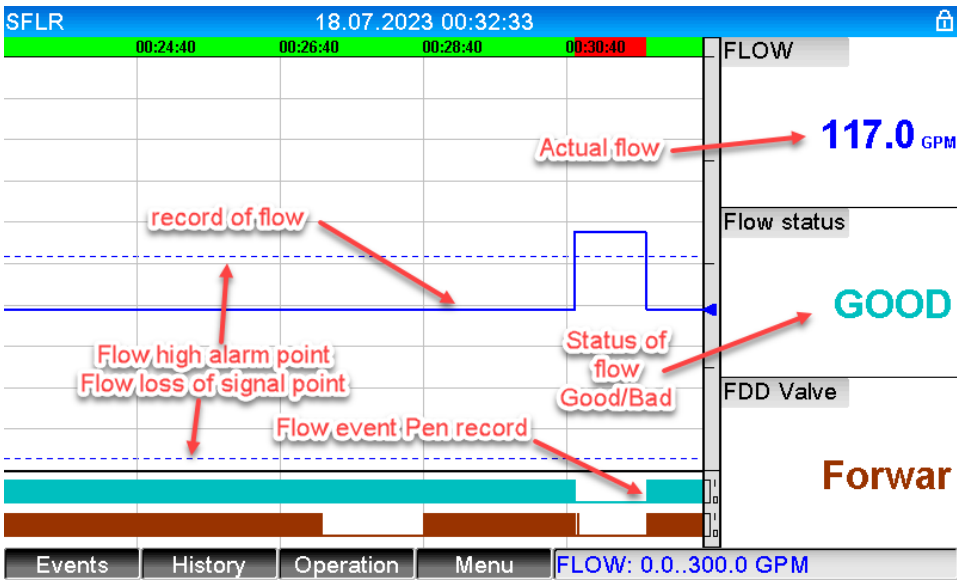 SFLR 18.07.2023 00:32:33
00:24:40 00:26:40 00:28:40 00:30:40
FLOW
117.0 GPM
Actual flow
record of flow
Flow status
GOOD
Flow high alarm point
Flow loss of signal point
Status of
flow
Good/Bad
FDD Valve
Flow event Pen record
Forwar
Events History Operation Menu FLOW: 0.0..300.0 GPM